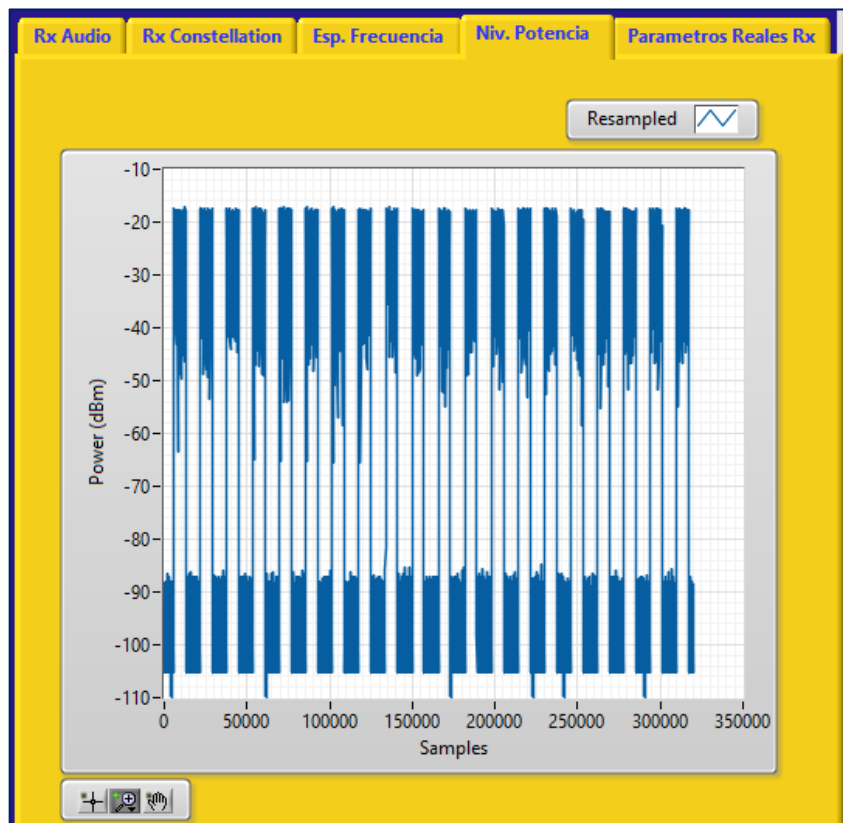 Rx Audio Rx Constellation Esp. Frecuencia Niv. Potencia Parametros Reales Rx
Resampled
-10
-20
-30
-40
-50
-60
-70
-80
-90
-100
-110
Power (dBm)
0 50000 100000 150000 200000 250000 300000 350000
Samples